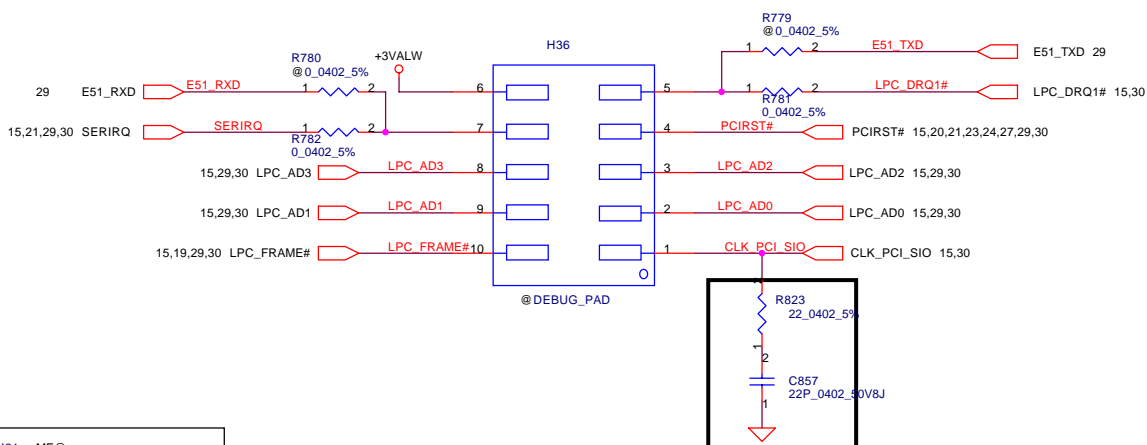 R779
@0_0402_5%
1 2 E51_TXD E51_TXD 29
H36
R780
@0_0402_5%
+3VALW
29 E51_RXD E51_RXD 1 2 6 5
1 2 LPC_DRQ1# LPC_DRQ1# 15,30
R781
0_0402_5%
15,21,29,30 SERIRQ SERIRQ 1 2 7 4 PCIRST# PCIRST# 15,20,21,23,24,27,29,30
R782
0_0402_5%
15,29,30 LPC_AD3 LPC_AD3 8 3 LPC_AD2 LPC_AD2 15,29,30
15,29,30 LPC_AD1 LPC_AD1 9 2 LPC_AD0 LPC_AD0 15,29,30
15,19,29,30 LPC_FRAME# LPC_FRAME# 10 1 CLK_PCI_SIO CLK_PCI_SIO 15,30
@DEBUG_PAD
R823
22_0402_5%
1
2
C857
22P_0402_50V8J
1